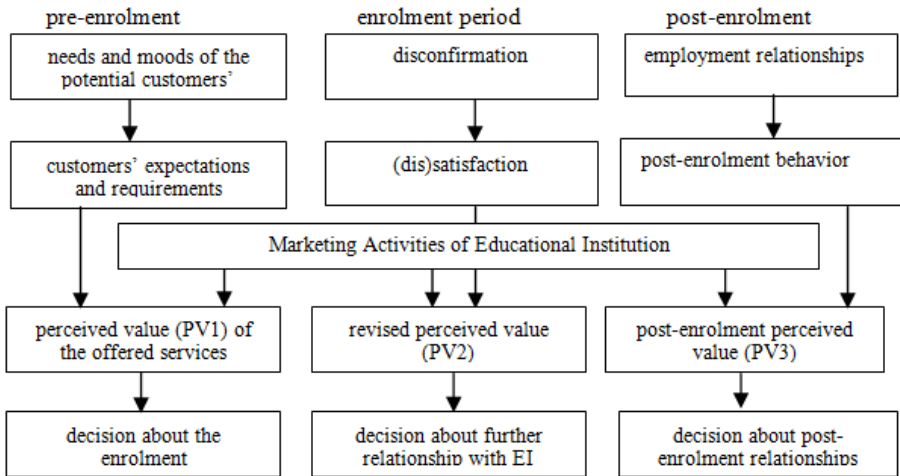 pre-enrolment
enrolment period
post-enrolment
needs and moods of the
potential customers’
disconfirmation
employment relationships
customers’ expectations
and requirements
(dis)satisfaction
post-enrolment behavior
Marketing Activities of Educational Institution
perceived value (PV1) of
the offered services
revised perceived value
(PV2)
post-enrolment perceived
value (PV3)
decision about the
enrolment
decision about further
relationship with EI
decision about post-
enrolment relationships